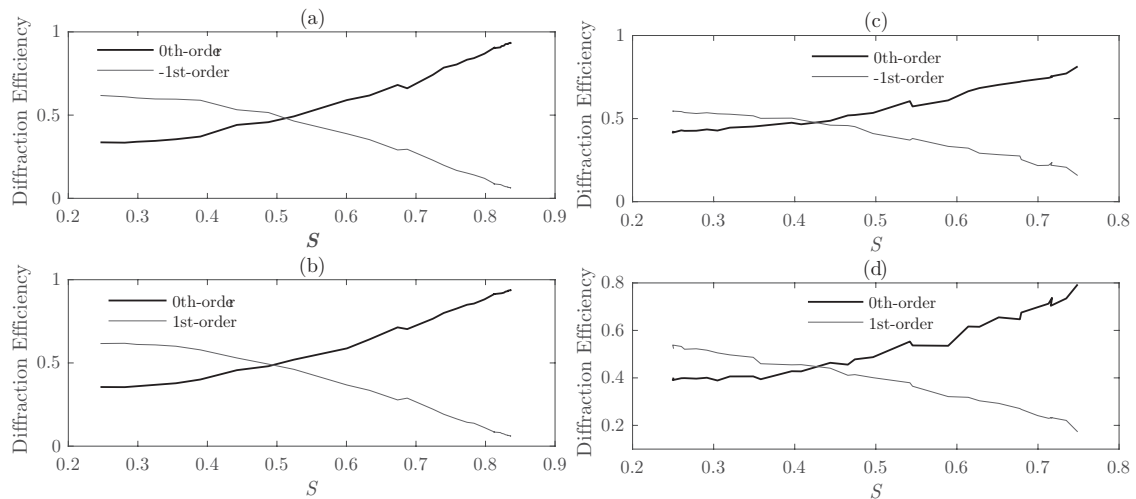 (a)
1
0.5
0
Diffraction Efficiency
0th-order
-1st-order
0.2 0.3 0.4 0.5 0.6 0.7 0.8 0.9
S
(b)
1
0.5
0
Diffraction Efficiency
0th-order
1st-order
0.2 0.3 0.4 0.5 0.6 0.7 0.8 0.9
S
(c)
1
0.5
0
Diffraction Efficiency
0th-order
-1st-order
0.2 0.3 0.4 0.5 0.6 0.7 0.8
S
(d)
0.8
0.6
0.4
0.2
Diffraction Efficiency
0th-order
1st-order
0.2 0.3 0.4 0.5 0.6 0.7 0.8
S